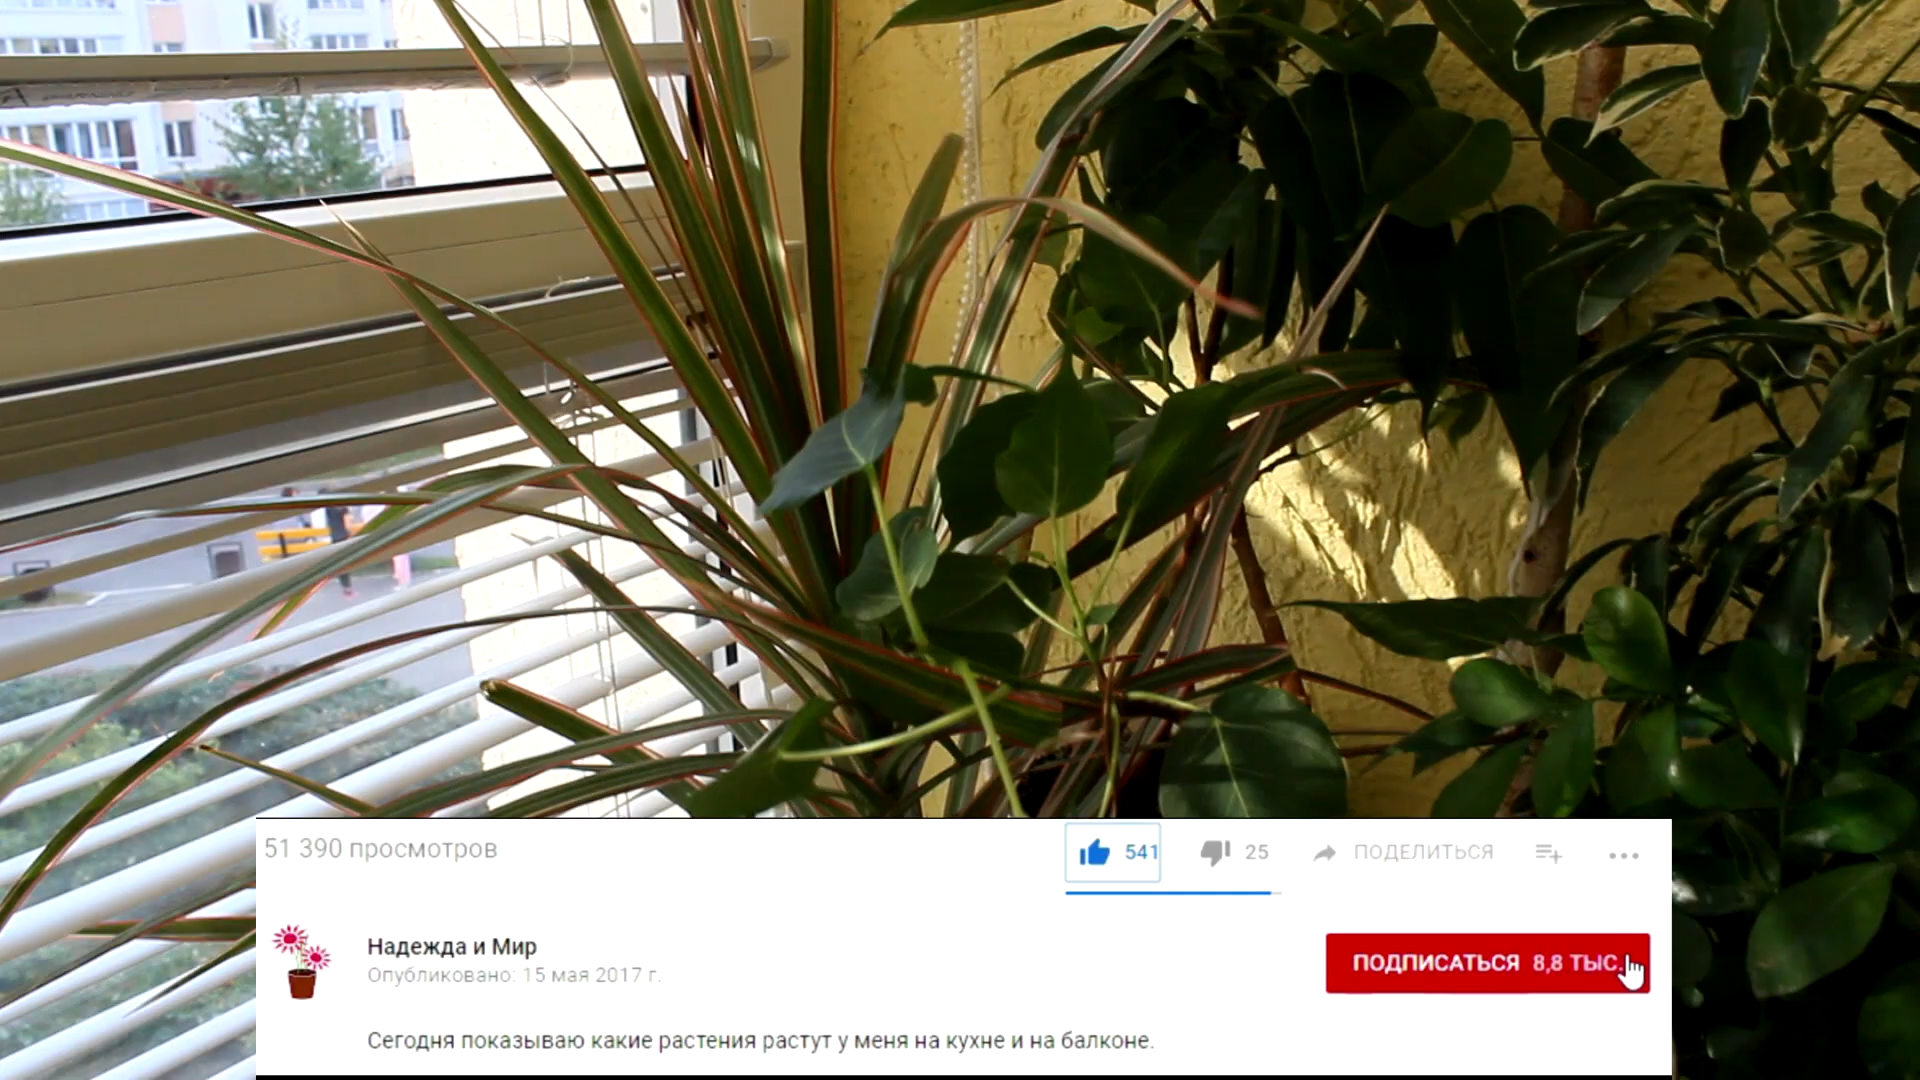 51 390 просмотров
541
25
ПОДЕЛИТЬСЯ
Надежда и Мир
ПОДПИСАТЬСЯ 8,8 ТЫС.
Опубликовано: 15 мая 2017 г.
Сегодня показываю какие растения растут у меня на кухне и на балконе.